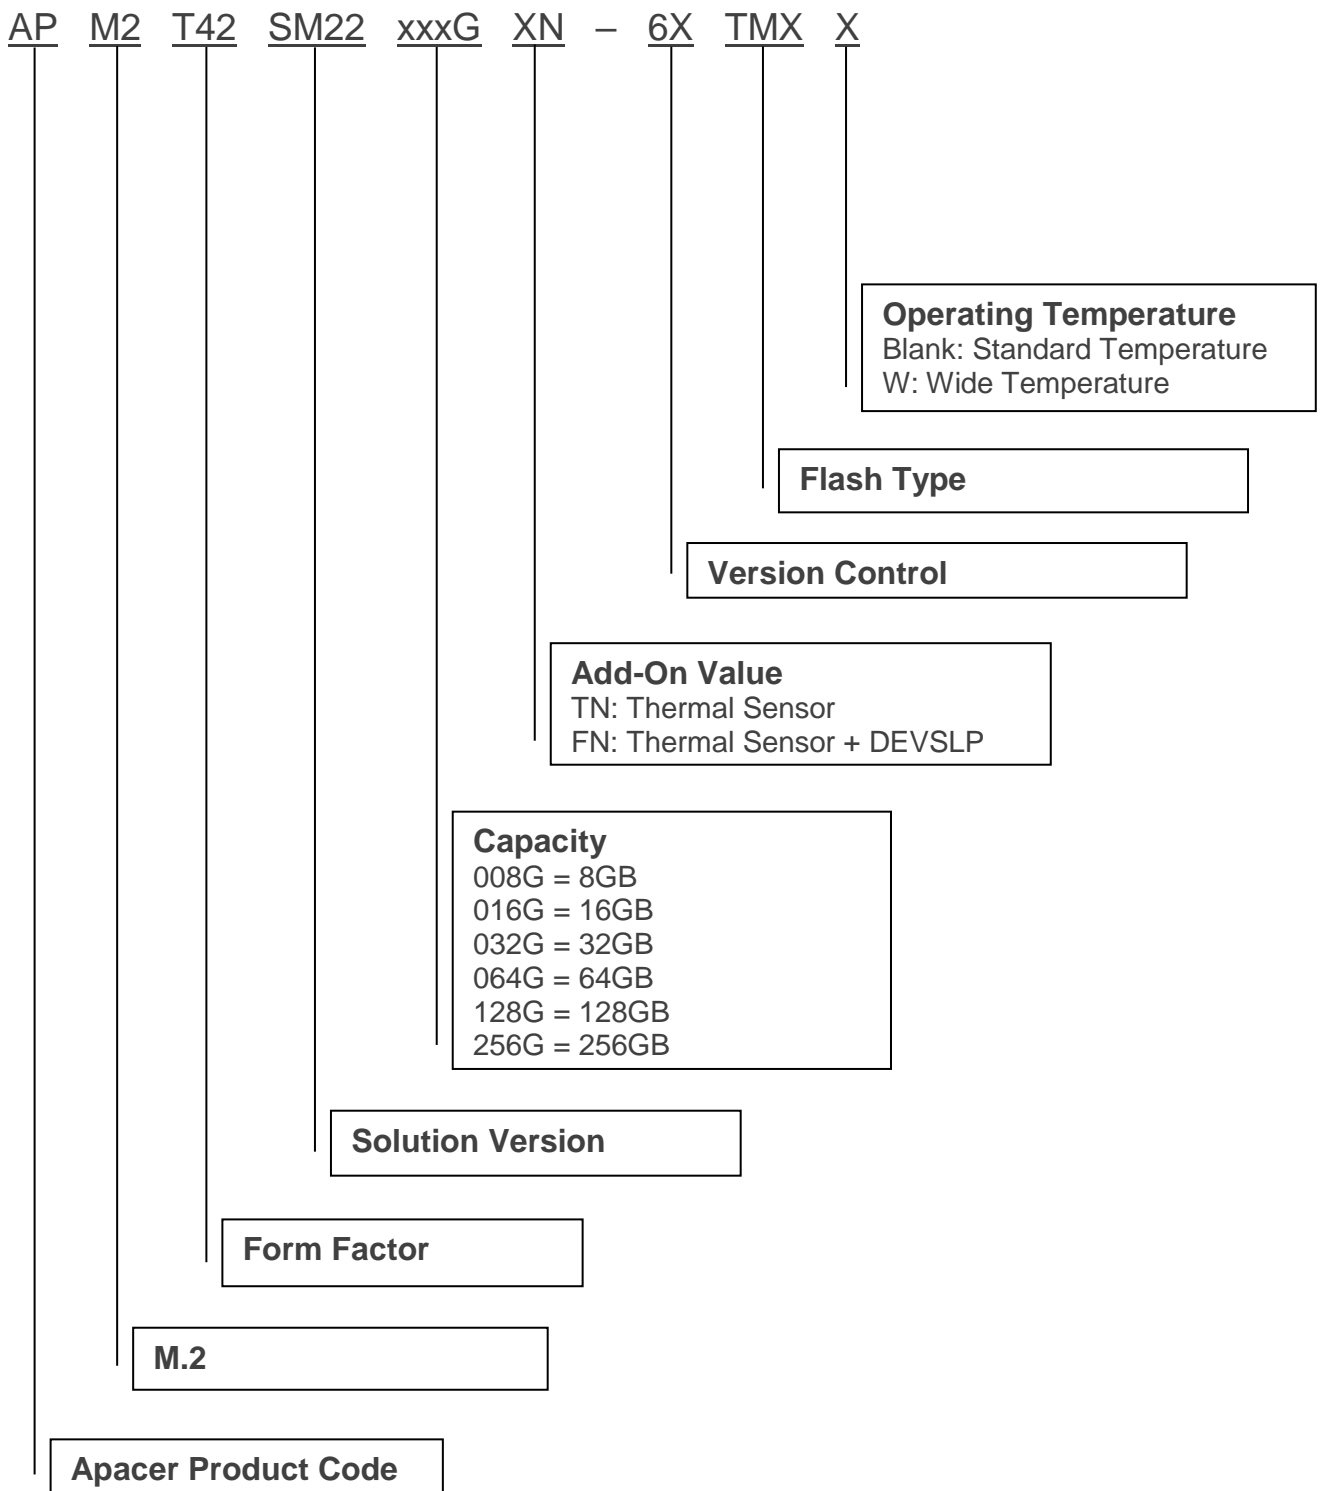 AP M2 T42 SM22 xxxG XN – 6X TMX X
Operating Temperature
Blank: Standard Temperature
W: Wide Temperature
Flash Type
Version Control
Add-On Value
TN: Thermal Sensor
FN: Thermal Sensor + DEVSLP
Capacity
008G = 8GB
016G = 16GB
032G = 32GB
064G = 64GB
128G = 128GB
256G = 256GB
Solution Version
Form Factor
M.2
Apacer Product Code